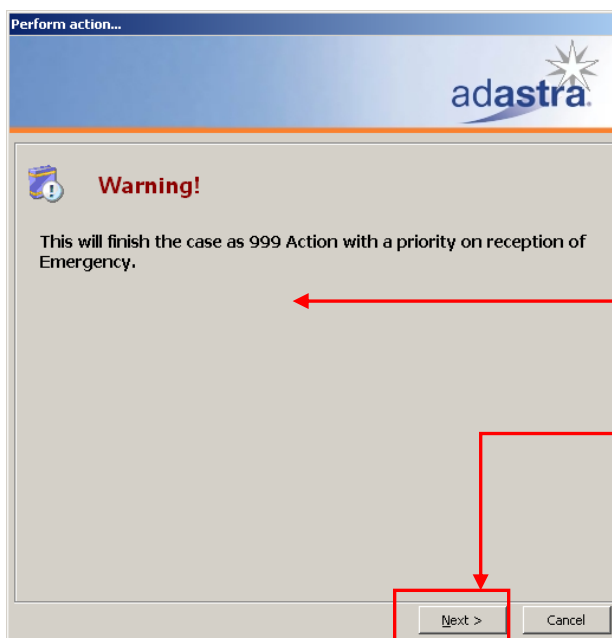 Perform action...
adastra
Warning!
This will finish the case as 999 Action with a priority on reception of
Emergency.
Next >
Cancel